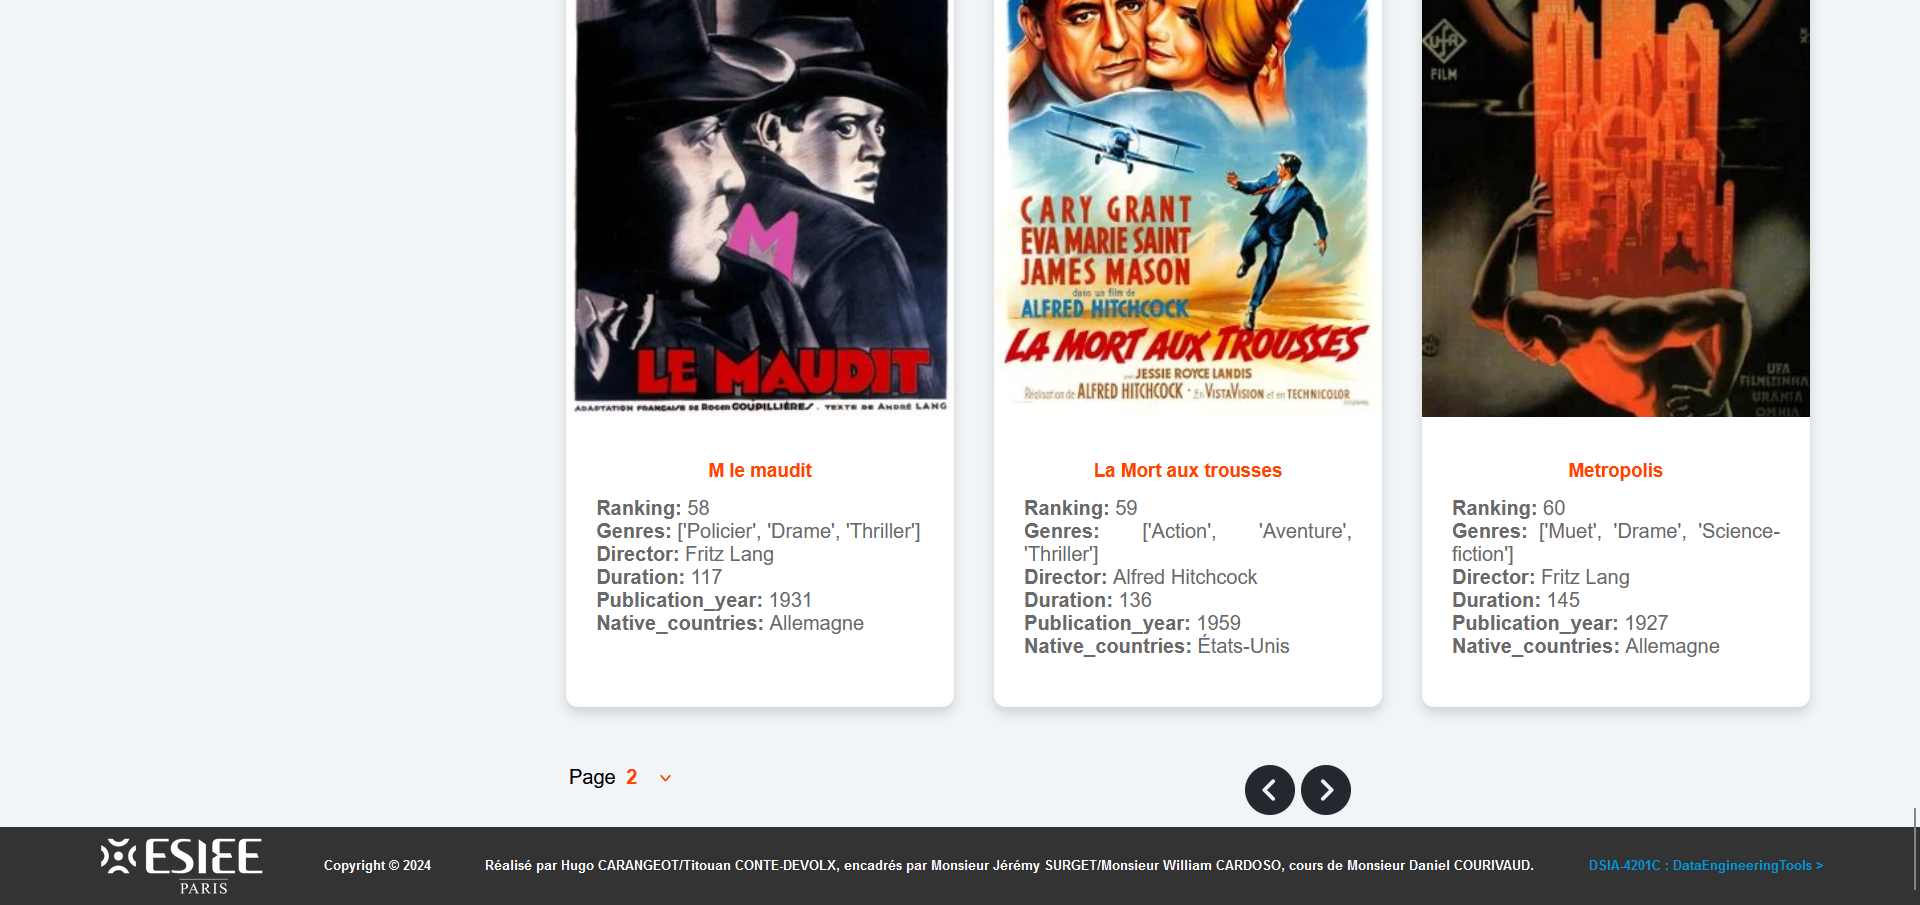 UFA
FILM
CARY GRANT
EVA MARIE SAINT
JAMES MASON
dans un film de
ALFRED HITCHCOCK
LA MORT AUX TROUSSES
JESSIE ROYCE LANDIS
Réalisation de ALFRED HITCHCOCK · En VISTAVISION et en TECHNICOLOR
M
LE MAUDIT
ADAPTATION FRANÇAISE DE ROGER GOUPILLIÈRES . TEXTE DE ANDRÉ LANG
UFA
FILMEZINHA
URANIA
OMNIA
M le maudit
Ranking: 58
Genres: ['Policier', 'Drame', 'Thriller']
Director: Fritz Lang
Duration: 117
Publication_year: 1931
Native_countries: Allemagne
La Mort aux trousses
Ranking: 59
Genres: ['Action', 'Aventure',
'Thriller']
Director: Alfred Hitchcock
Duration: 136
Publication_year: 1959
Native_countries: États-Unis
Metropolis
Ranking: 60
Genres: ['Muet', 'Drame', 'Science-
fiction']
Director: Fritz Lang
Duration: 145
Publication_year: 1927
Native_countries: Allemagne
Page 2
ESIEE
PARIS
Copyright © 2024
Réalisé par Hugo CARANGEOT/Titouan CONTE-DEVOLX, encadrés par Monsieur Jérémy SURGET/Monsieur William CARDOSO, cours de Monsieur Daniel COURIVAUD.
DSIA-4201C : DataEngineeringTools >